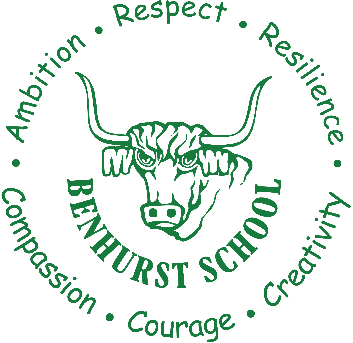 Ambition • Respect • Resilience • Creativity • Courage • Compassion •
BENHURST SCHOOL